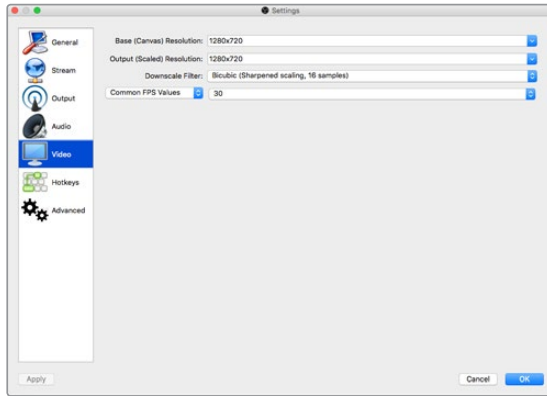 Settings
General
Stream
Output
Audio
Video
Hotkeys
Advanced
Base (Canvas) Resolution: 1280x720
Output (Scaled) Resolution: 1280x720
Downscale Filter: Bicubic (Sharpened scaling, 16 samples)
Common FPS Values 30
Apply
Cancel
OK